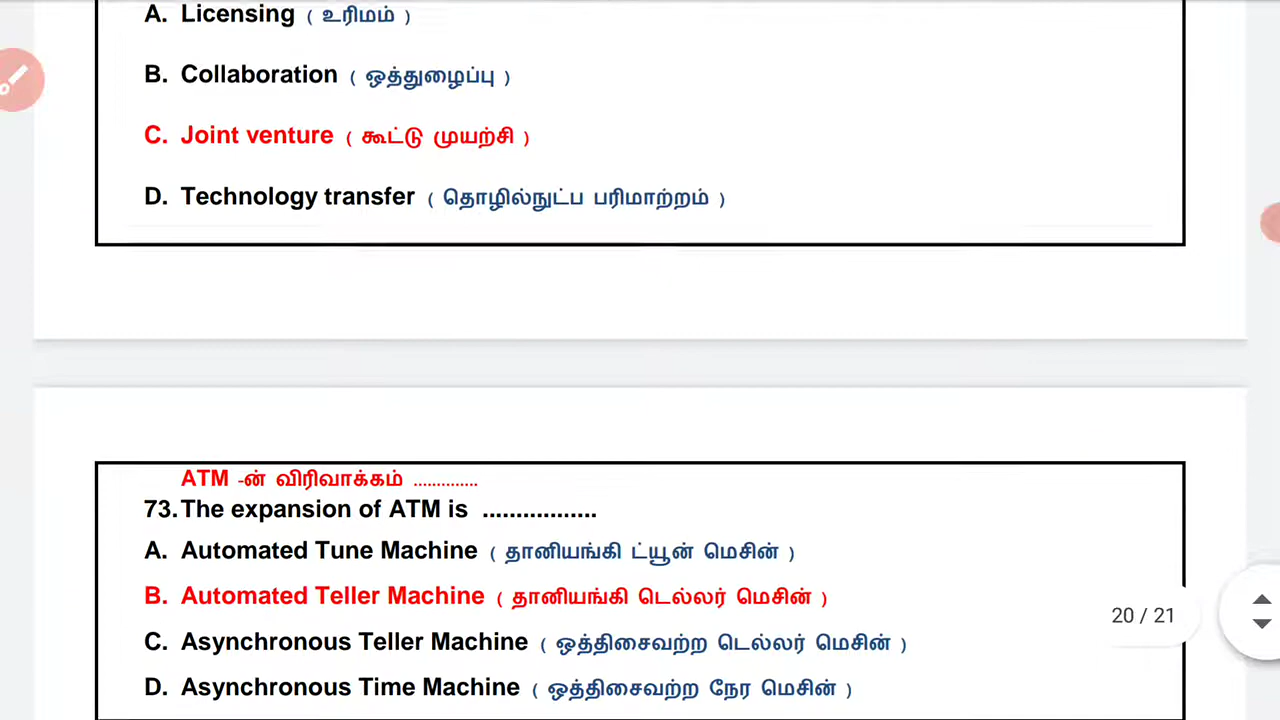 A. Licensing ( உரிமம் )
B. Collaboration ( ஒத்துழைப்பு )
C. Joint venture ( கூட்டு முயற்சி )
D. Technology transfer ( தொழில்நுட்ப பரிமாற்றம் )
ATM -ன் விரிவாக்கம் ..............
73. The expansion of ATM is .................
A. Automated Tune Machine ( தானியங்கி ட்யூன் மெசின் )
B. Automated Teller Machine ( தானியங்கி டெல்லர் மெசின் )
20 / 21
C. Asynchronous Teller Machine ( ஒத்திசைவற்ற டெல்லர் மெசின் )
D. Asynchronous Time Machine ( ஒத்திசைவற்ற நேர மெசின் )